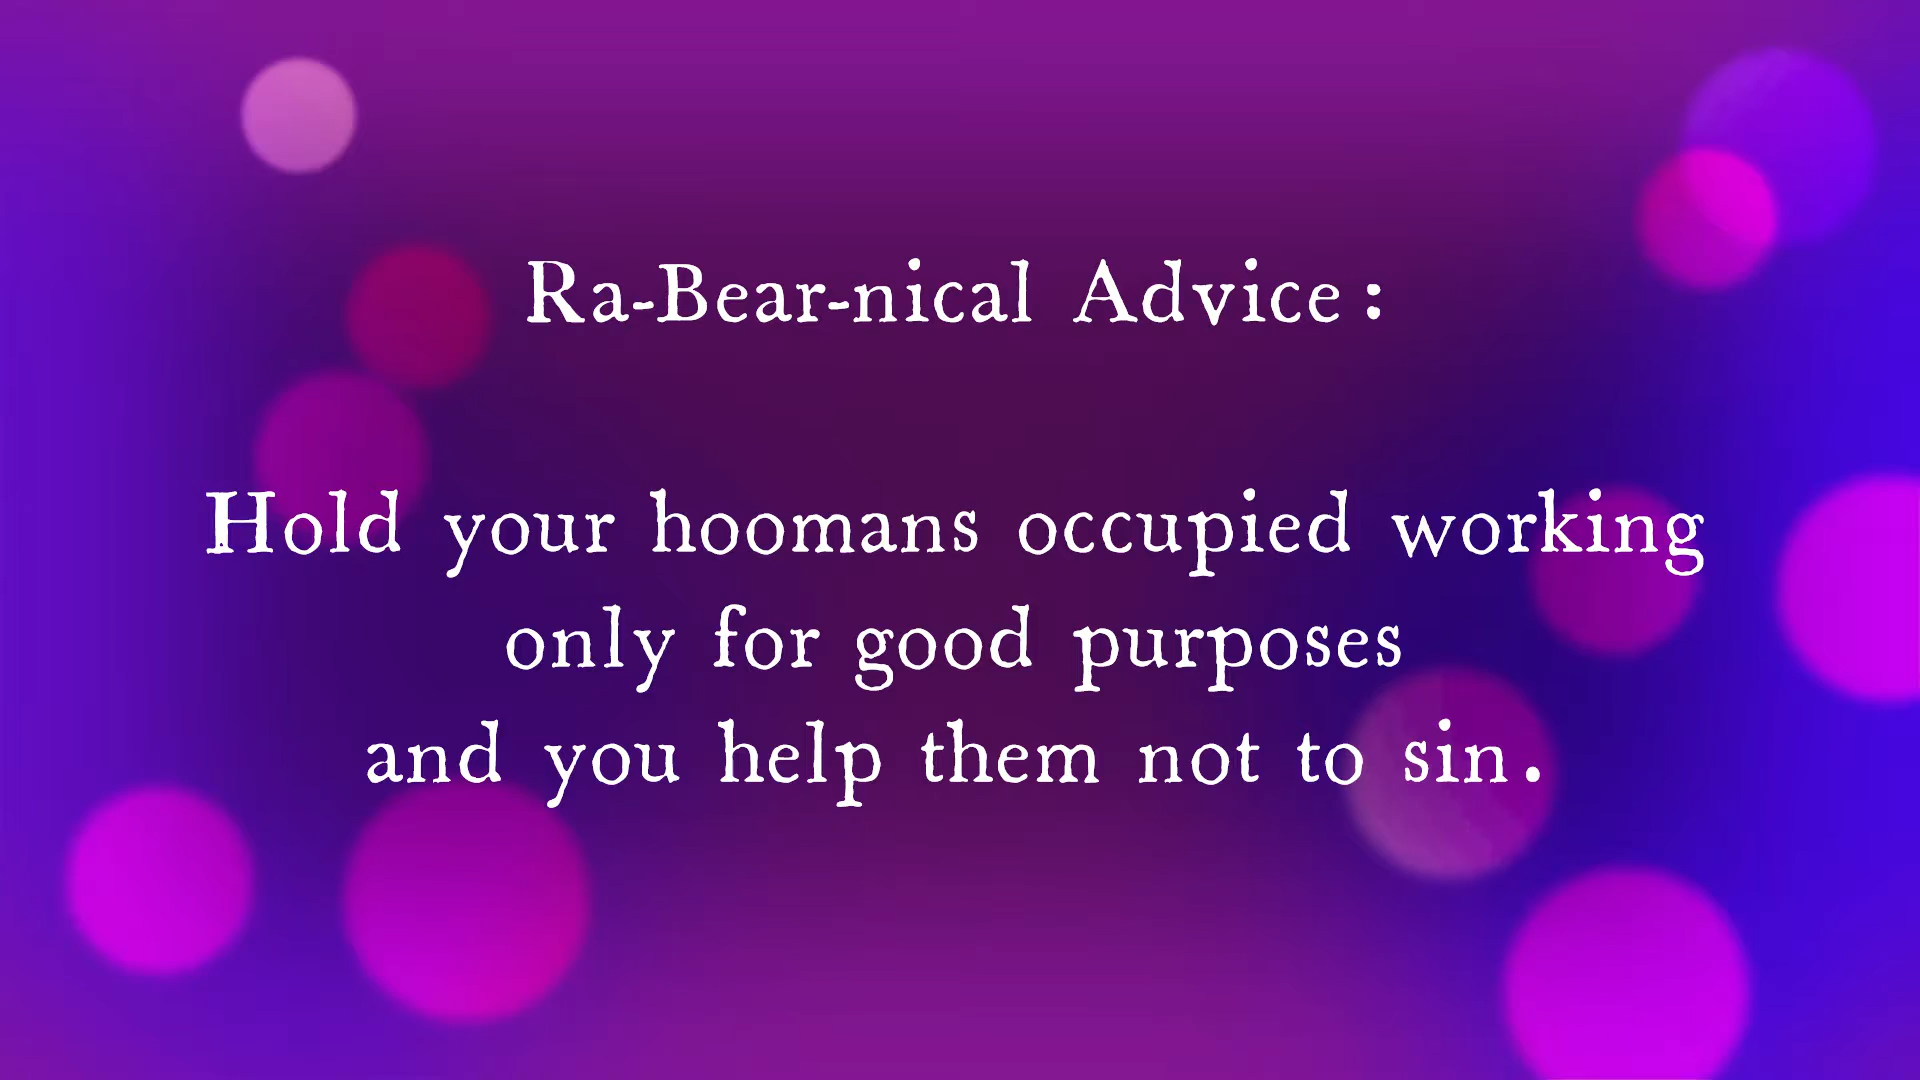 Ra-Bear-nical Advice:
Hold your hoomans occupied working
only for good purposes
and you help them not to sin.